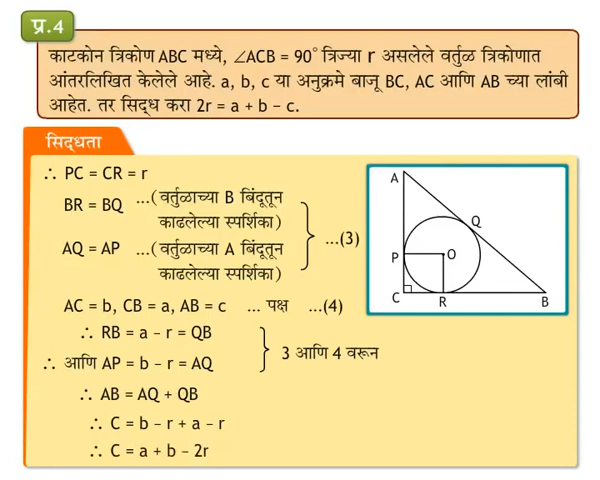 प्र.4
काटकोन त्रिकोण ABC मध्ये, ∠ACB = 90° त्रिज्या r असलेले वर्तुळ त्रिकोणात
आंतरलिखित केलेले आहे. a, b, c या अनुक्रमे बाजू BC, AC आणि AB च्या लांबी
आहेत. तर सिद्ध करा 2r = a + b – c.
सिद्धता
∴ PC = CR = r
BR = BQ ...(वर्तुळाच्या B बिंदूतून
काढलेल्या स्पर्शिका)
AQ = AP ...(वर्तुळाच्या A बिंदूतून
काढलेल्या स्पर्शिका)
...(3)
AC = b, CB = a, AB = c ... पक्ष ...(4)
∴ RB = a – r = QB
∴ आणि AP = b – r = AQ
3 आणि 4 वरून
∴ AB = AQ + QB
∴ C = b – r + a – r
∴ C = a + b – 2r
A
Q
P
O
C
R
B